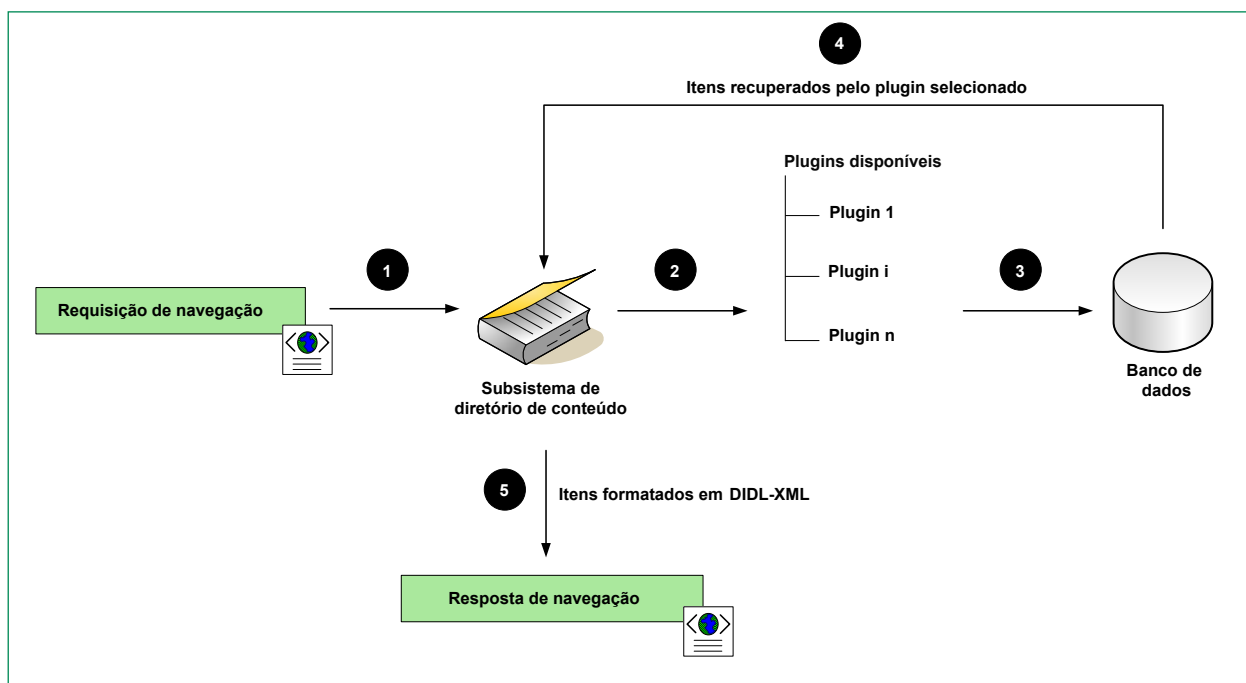 4
Itens recuperados pelo plugin selecionado
Plugins disponíveis
Plugin 1
1
2
Plugin i
3
Requisição de navegação
Plugin n
Subsistema de
diretório de conteúdo
Banco de
dados
5
Itens formatados em DIDL-XML
Resposta de navegação